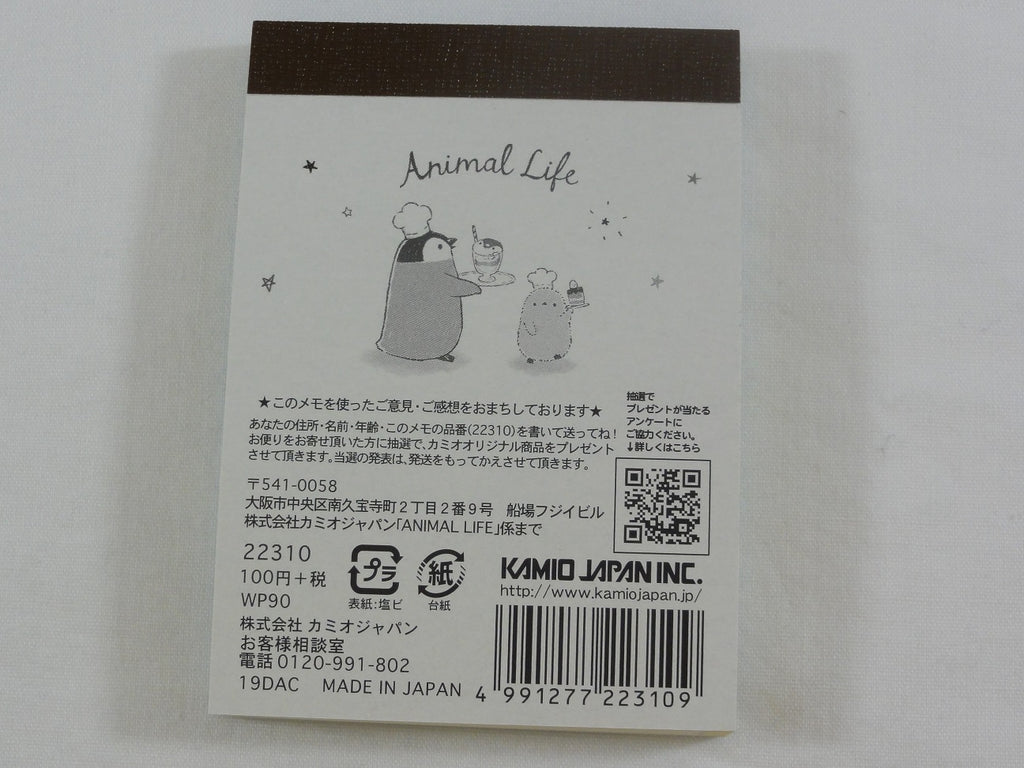 Animal Life
★このメモを使ったご意見・ご感想をおまちしております★
あなたの住所・名前・年齢・このメモの品番(22310)を書いて送ってね!
お便りをお寄せ頂いた方に抽選で、カミオオリジナル商品をプレゼント
させて頂きます。当選の発表は、発送をもってかえさせて頂きます。
抽選で
プレゼントが当たる
アンケートに
ご協力ください。
↓詳しくはこちら
〒541-0058
大阪市中央区南久宝寺町2丁目2番9号 船場フジイビル
株式会社カミオジャパン「ANIMAL LIFE」係まで
22310
100円+税
WP90
プラ
表紙:塩ビ
紙
台紙
KAMIO JAPAN INC.
http://www.kamiojapan.jp/
株式会社 カミオジャパン
お客様相談室
電話 0120-991-802
19DAC MADE IN JAPAN
4 991277 223109